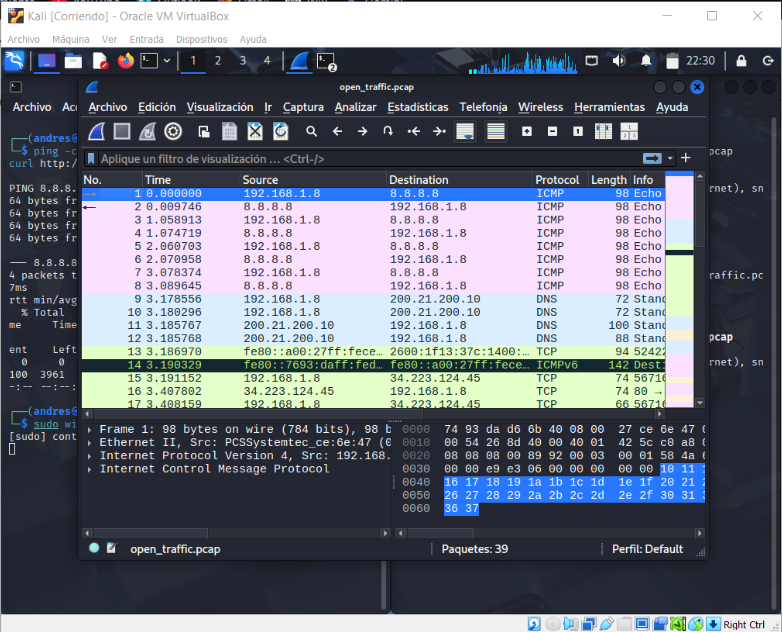 Kali [Corriendo] - Oracle VM VirtualBox
Archivo Máquina Ver Entrada Dispositivos Ayuda
1 2 3 4 2 22:30
open_traffic.pcap
Archivo
Archivo Edición Visualización Ir Captura Analizar Estadísticas Telefonía Wireless Herramientas Ayuda
(andres
$ ping -c
curl http:/
PING 8.8.8.
64 bytes fr
64 bytes fr
64 bytes fr
64 bytes fr
— 8.8.8.8
4 packets t
7ms
rtt min/avg
% Total
me Time
ent Left
0 0
100 3961
-:-- --:--:
(andres
$ sudo wi
[sudo] cont
Aplique un filtro de visualización … <Ctrl-/>
No. Time Source Destination Protocol Length Info
1 0.000000 192.168.1.8 8.8.8.8 ICMP 98 Echo
2 0.009746 8.8.8.8 192.168.1.8 ICMP 98 Echo
3 1.058913 192.168.1.8 8.8.8.8 ICMP 98 Echo
4 1.074719 8.8.8.8 192.168.1.8 ICMP 98 Echo
5 2.060703 192.168.1.8 8.8.8.8 ICMP 98 Echo
6 2.070958 8.8.8.8 192.168.1.8 ICMP 98 Echo
7 3.078374 192.168.1.8 8.8.8.8 ICMP 98 Echo
8 3.089645 8.8.8.8 192.168.1.8 ICMP 98 Echo
9 3.178556 192.168.1.8 200.21.200.10 DNS 72 Stand
10 3.180296 192.168.1.8 200.21.200.10 DNS 72 Stand
11 3.185767 200.21.200.10 192.168.1.8 DNS 100 Stand
12 3.185768 200.21.200.10 192.168.1.8 DNS 88 Stand
13 3.186970 fe80::a00:27ff:fece… 2600:1f13:37c:1400:… TCP 94 52422
14 3.190329 fe80::7693:daff:fed… fe80::a00:27ff:fece… ICMPv6 142 Desti
15 3.191152 192.168.1.8 34.223.124.45 TCP 74 56716
16 3.407802 34.223.124.45 192.168.1.8 TCP 74 80 →
17 3.408159 192.168.1.8 34.223.124.45 TCP 66 56716
Frame 1: 98 bytes on wire (784 bits), 98 b
Ethernet II, Src: PCSSystemtec_ce:6e:47 (0
Internet Protocol Version 4, Src: 192.168.
Internet Control Message Protocol
0000 74 93 da d6 6b 40 08 00 27 ce 6e 47 0
0010 00 54 26 8d 40 00 40 01 42 5c c0 a8 0
0020 08 08 08 00 89 92 00 03 00 01 58 4a 6
0030 00 00 e9 e3 06 00 00 00 00 00 10 11 1
0040 16 17 18 19 1a 1b 1c 1d 1e 1f 20 21 2
0050 26 27 28 29 2a 2b 2c 2d 2e 2f 30 31 3
0060 36 37
pcap
rnet), sn
raffic.pc
pcap
rnet), sn
open_traffic.pcap Paquetes: 39 Perfil: Default
Right Ctrl